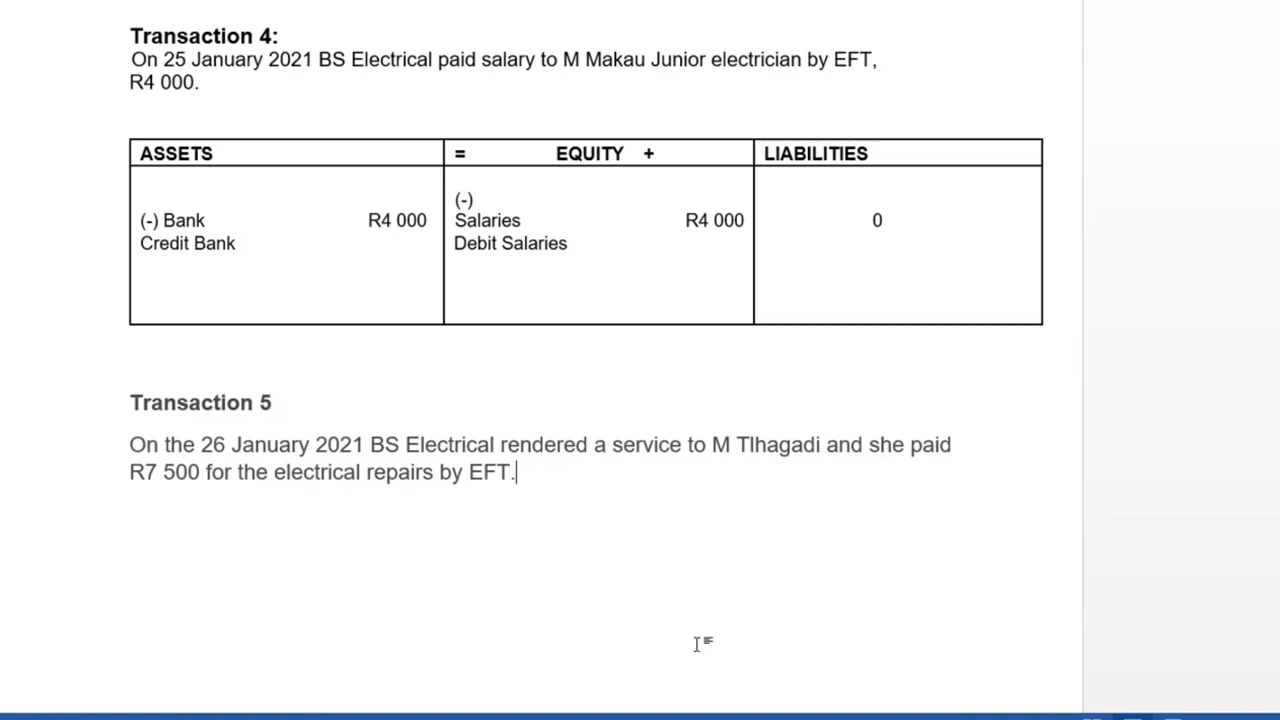 Transaction 4:
On 25 January 2021 BS Electrical paid salary to M Makau Junior electrician by EFT,
R4 000.
ASSETS = EQUITY + LIABILITIES
(-)
(-) Bank R4 000 Salaries R4 000 0
Credit Bank Debit Salaries
Transaction 5
On the 26 January 2021 BS Electrical rendered a service to M Tlhagadi and she paid
R7 500 for the electrical repairs by EFT.